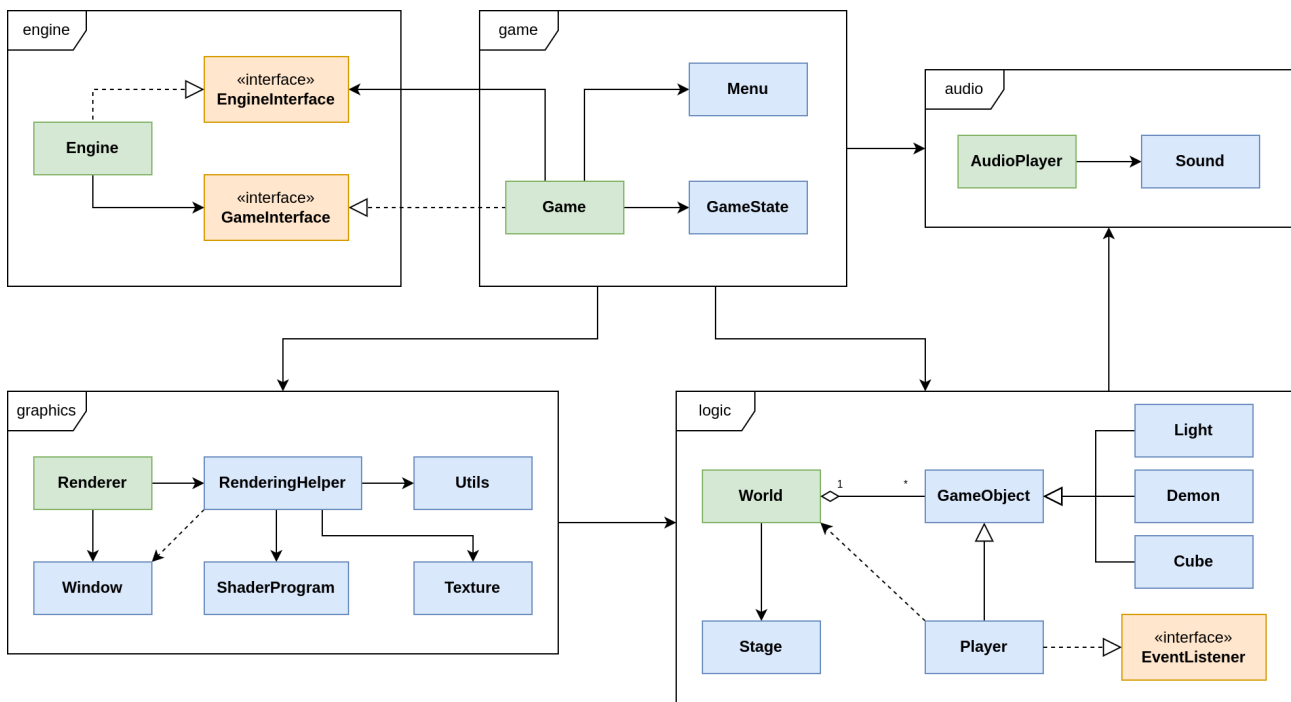 engine
«interface»
EngineInterface
Engine
«interface»
GameInterface
game
Menu
Game
GameState
audio
AudioPlayer
Sound
graphics
Renderer
RenderingHelper
Utils
Window
ShaderProgram
Texture
logic
World
1
*
GameObject
Light
Demon
Cube
Stage
Player
«interface»
EventListener